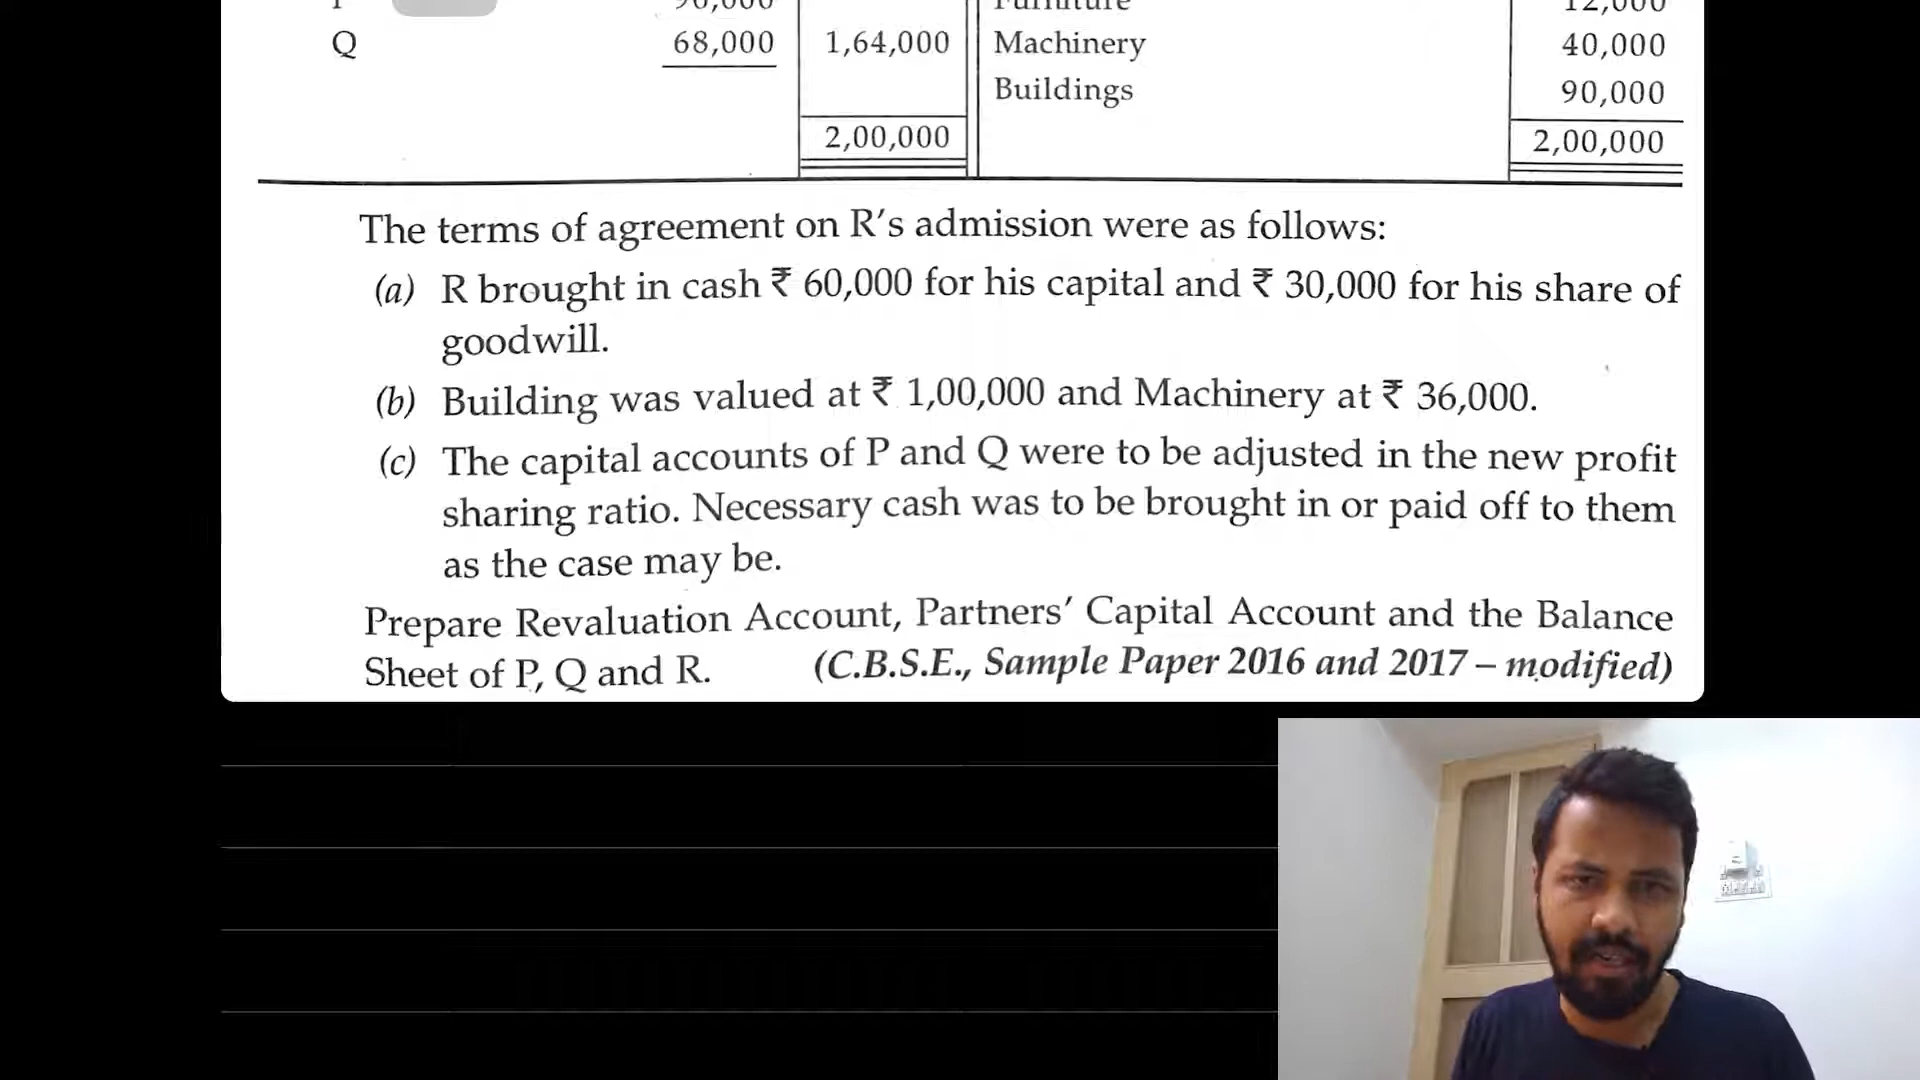 Q 68,000 1,64,000 Machinery 40,000
Buildings 90,000
2,00,000 2,00,000
The terms of agreement on R’s admission were as follows:
(a) R brought in cash ₹ 60,000 for his capital and ₹ 30,000 for his share of
goodwill.
(b) Building was valued at ₹ 1,00,000 and Machinery at ₹ 36,000.
(c) The capital accounts of P and Q were to be adjusted in the new profit
sharing ratio. Necessary cash was to be brought in or paid off to them
as the case may be.
Prepare Revaluation Account, Partners’ Capital Account and the Balance
Sheet of P, Q and R. (C.B.S.E., Sample Paper 2016 and 2017 – modified)